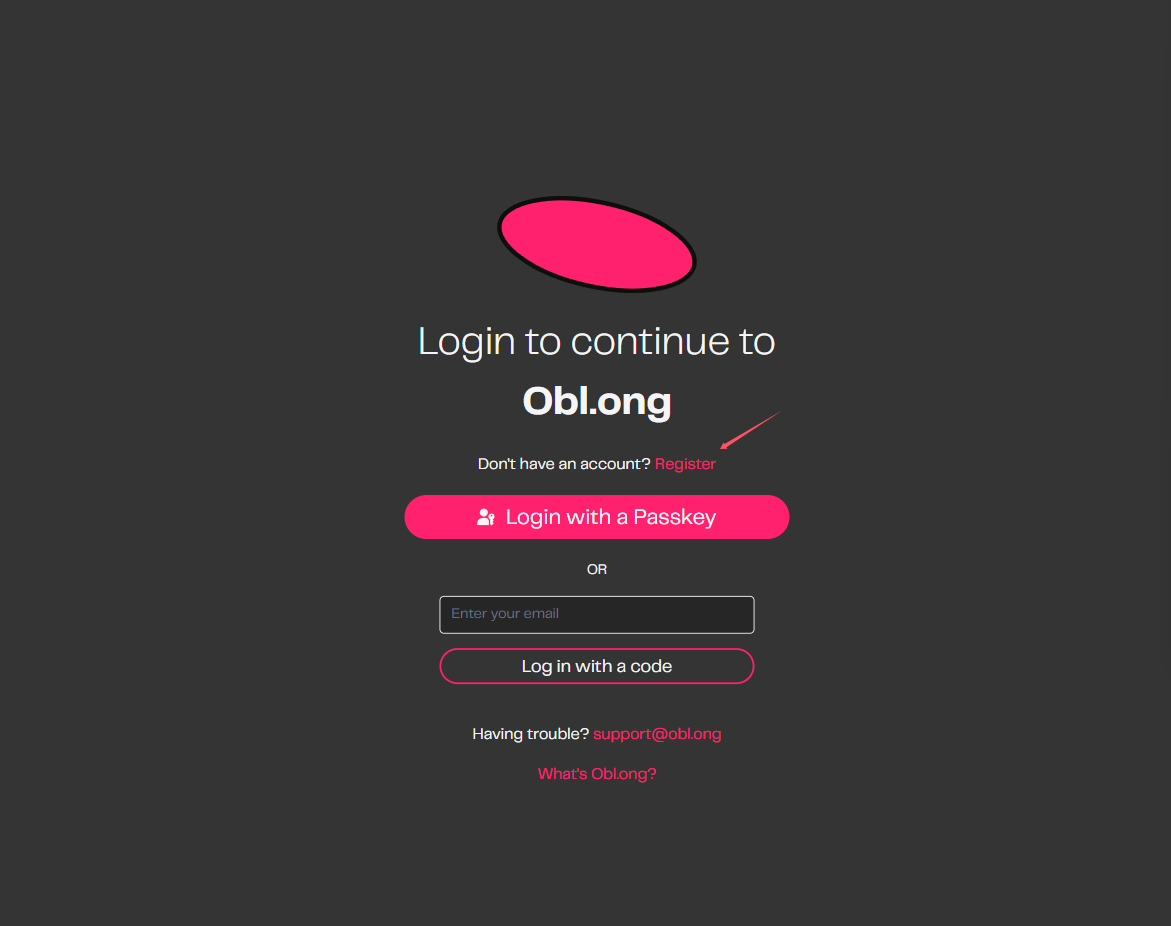 Login to continue to
Obl.ong
Don't have an account? Register
Login with a Passkey
OR
Enter your email
Log in with a code
Having trouble? support@obl.ong
What's Obl.ong?